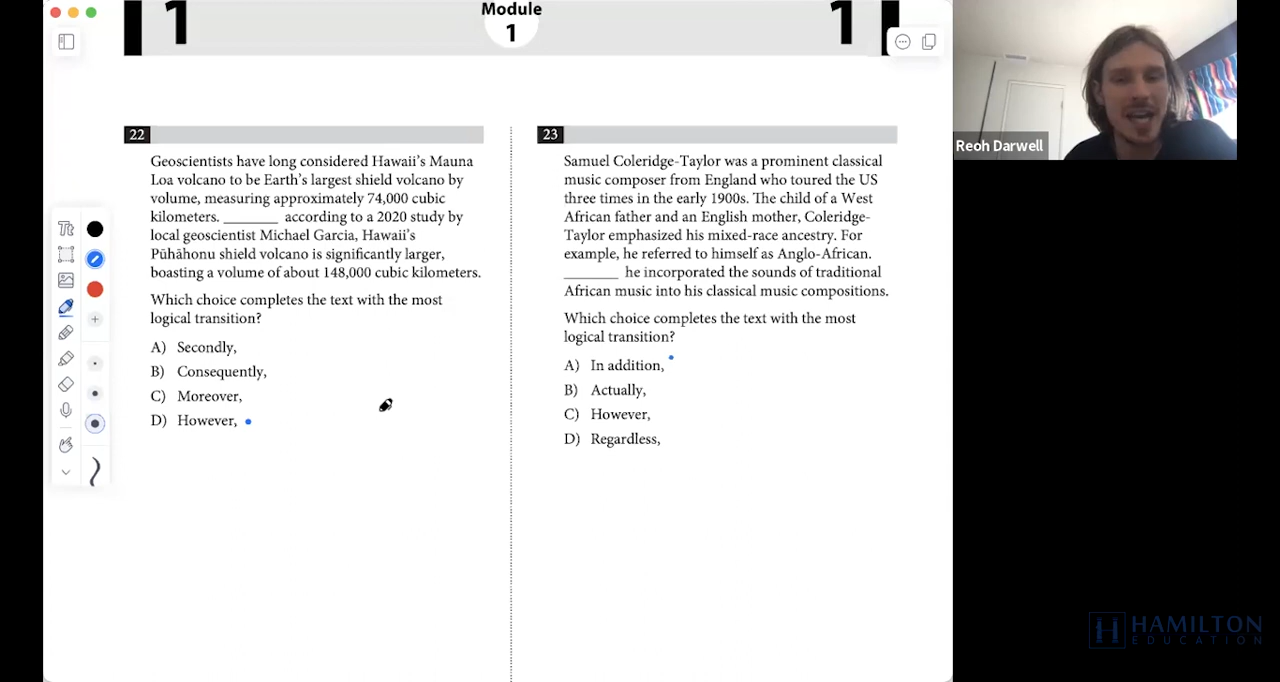 1
Module
1
1
22
Geoscientists have long considered Hawaii's Mauna
Loa volcano to be Earth's largest shield volcano by
volume, measuring approximately 74,000 cubic
kilometers. ________ according to a 2020 study by
local geoscientist Michael Garcia, Hawaii's
Pūhāhonu shield volcano is significantly larger,
boasting a volume of about 148,000 cubic kilometers.
Which choice completes the text with the most
logical transition?
A) Secondly,
B) Consequently,
C) Moreover,
D) However,
23
Samuel Coleridge-Taylor was a prominent classical
music composer from England who toured the US
three times in the early 1900s. The child of a West
African father and an English mother, Coleridge-
Taylor emphasized his mixed-race ancestry. For
example, he referred to himself as Anglo-African.
________ he incorporated the sounds of traditional
African music into his classical music compositions.
Which choice completes the text with the most
logical transition?
A) In addition,
B) Actually,
C) However,
D) Regardless,
Reoh Darwell
HAMILTON
EDUCATION